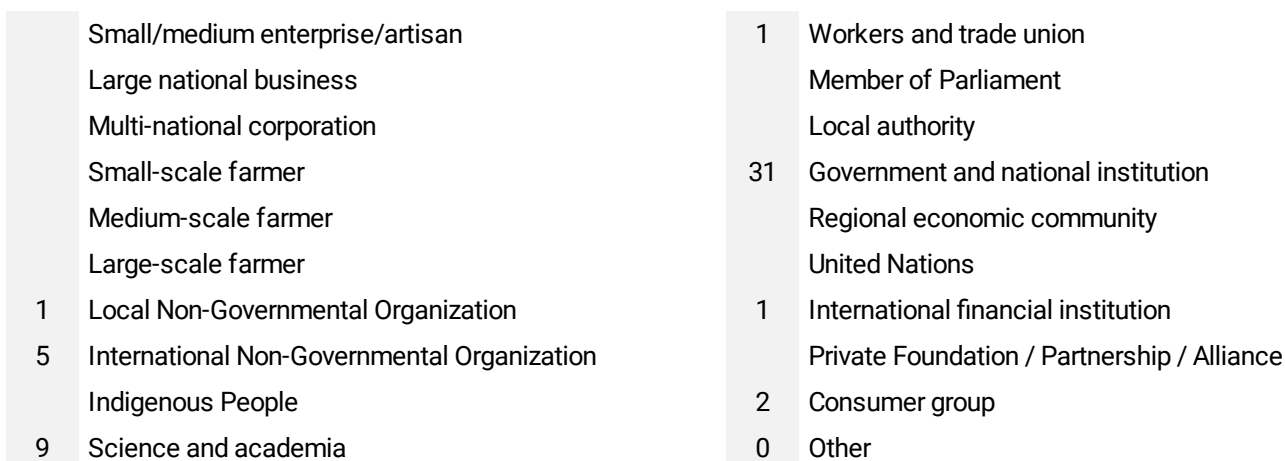 Small/medium enterprise/artisan
Large national business
Multi-national corporation
Small-scale farmer
Medium-scale farmer
Large-scale farmer
1 Local Non-Governmental Organization
5 International Non-Governmental Organization
Indigenous People
9 Science and academia
1 Workers and trade union
Member of Parliament
Local authority
31 Government and national institution
Regional economic community
United Nations
1 International financial institution
Private Foundation / Partnership / Alliance
2 Consumer group
0 Other